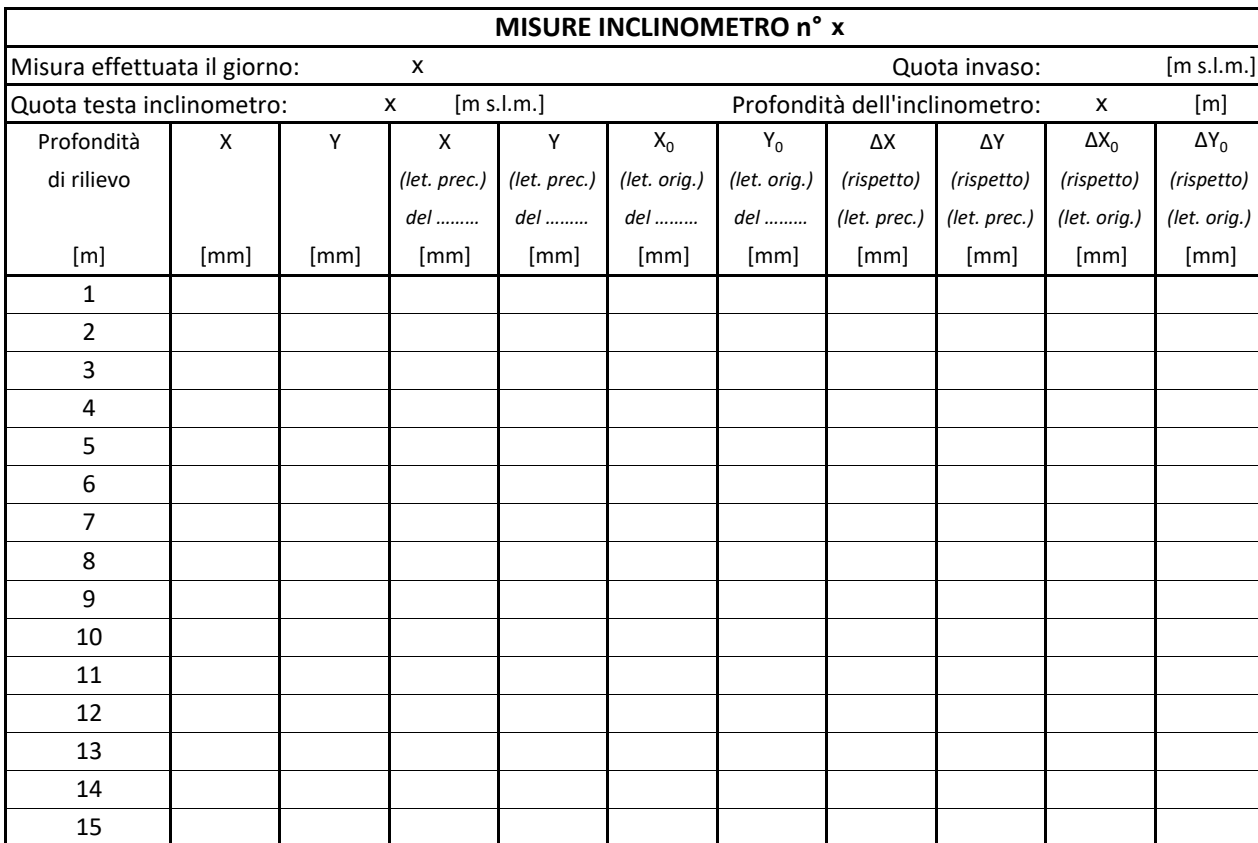 MISURE INCLINOMETRO n° x
Misura effettuata il giorno: x Quota invaso: [m s.l.m.]
Quota testa inclinometro: x [m s.l.m.] Profondità dell'inclinometro: x [m]
Profondità X Y X Y X₀ Y₀ ΔX ΔY ΔX₀ ΔY₀
di rilievo (let. prec.) (let. prec.) (let. orig.) (let. orig.) (rispetto) (rispetto) (rispetto) (rispetto)
del ......... del ......... del ......... del ......... (let. prec.) (let. prec.) (let. orig.) (let. orig.)
[m] [mm] [mm] [mm] [mm] [mm] [mm] [mm] [mm] [mm] [mm]
1
2
3
4
5
6
7
8
9
10
11
12
13
14
15